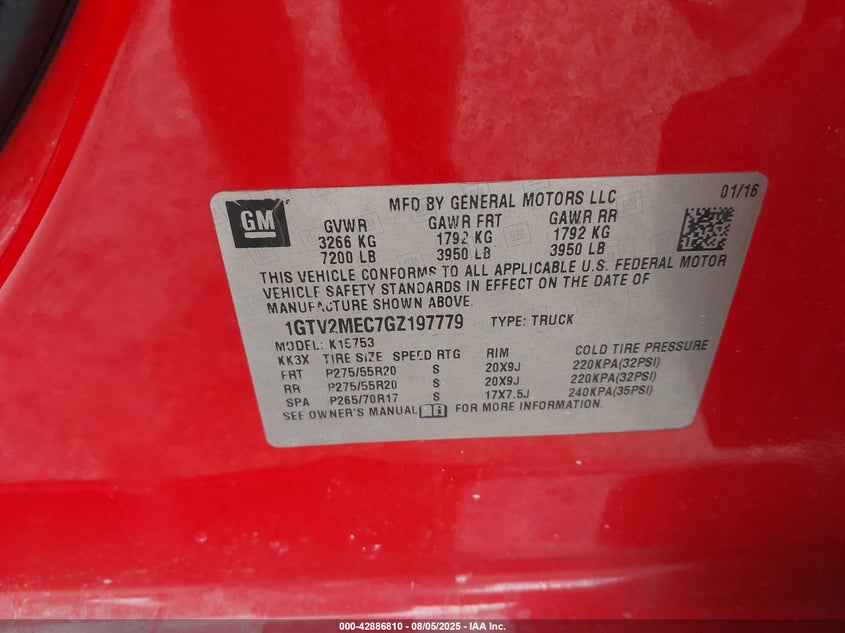 GM
MFD BY GENERAL MOTORS LLC
01/16
GVWR GAWR FRT GAWR RR
3266 KG 1792 KG 1792 KG
7200 LB 3950 LB 3950 LB
THIS VEHICLE CONFORMS TO ALL APPLICABLE U.S. FEDERAL MOTOR
VEHICLE SAFETY STANDARDS IN EFFECT ON THE DATE OF
MANUFACTURE SHOWN ABOVE.
1GTV2MEC7GZ197779 TYPE: TRUCK
MODEL: K15753
KK3X TIRE SIZE SPEED RTG RIM COLD TIRE PRESSURE
FRT P275/55R20 S 20X9J 220KPA(32PSI)
RR P275/55R20 S 20X9J 220KPA(32PSI)
SPA P265/70R17 S 17X7.5J 240KPA(35PSI)
SEE OWNER'S MANUAL FOR MORE INFORMATION.
000-42886810 - 08/05/2025 - IAA Inc.